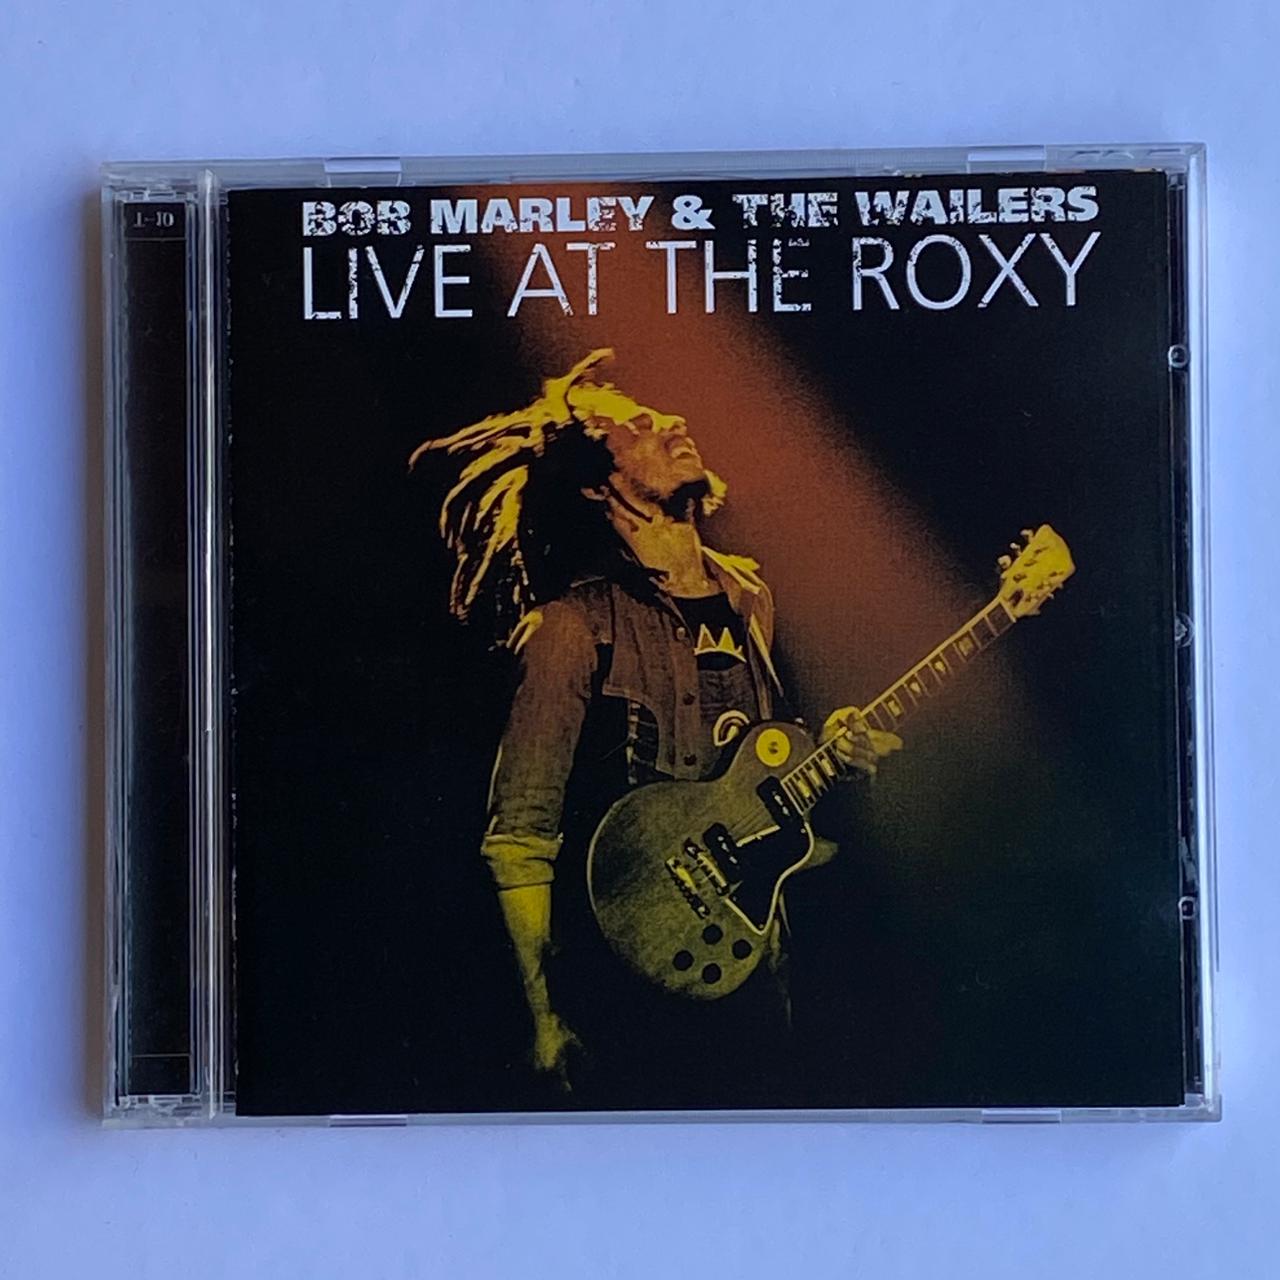 BOB MARLEY & THE WAILERS
LIVE AT THE ROXY